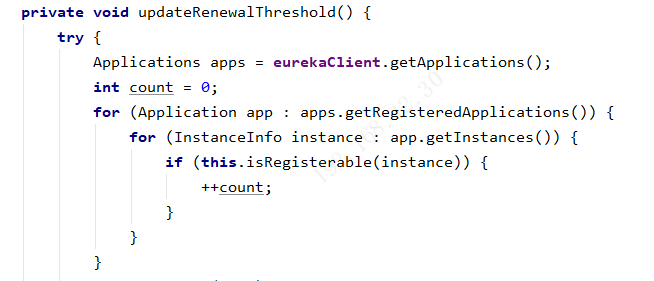 private void updateRenewalThreshold() {
    try {
        Applications apps = eurekaClient.getApplications();
        int count = 0;
        for (Application app : apps.getRegisteredApplications()) {
            for (InstanceInfo instance : app.getInstances()) {
                if (this.isRegisterable(instance)) {
                    ++count;
                }
            }
        }